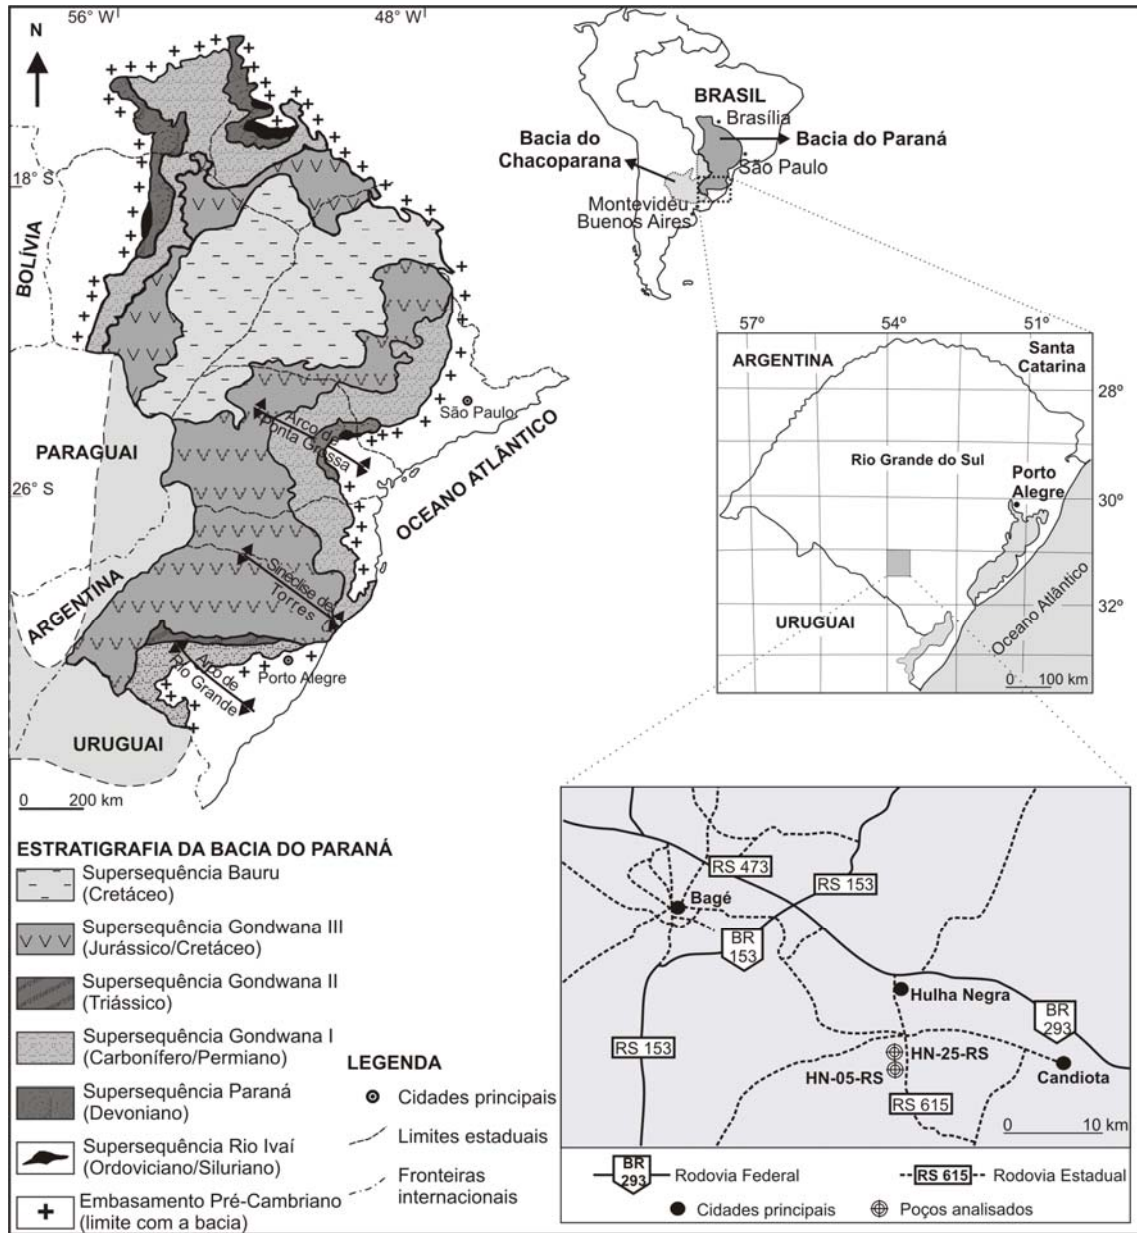 56° W
48° W
N
18° S
BOLÍVIA
PARAGUAI
26° S
ARGENTINA
URUGUAI
São Paulo
Arco de
Ponta Grossa
OCEANO ATLÂNTICO
Sinéclise de
Torres
Arco de
Rio Grande
Porto Alegre
0 200 km
BRASIL
Brasília
Bacia do
Chacoparana
Bacia do Paraná
São Paulo
Montevidéu
Buenos Aires
57°
54°
51°
ARGENTINA
Santa
Catarina
28°
Rio Grande do Sul
Porto
Alegre
30°
URUGUAI
Oceano Atlântico
32°
0 100 km
ESTRATIGRAFIA DA BACIA DO PARANÁ
Supersequência Bauru
(Cretáceo)
Supersequência Gondwana III
(Jurássico/Cretáceo)
Supersequência Gondwana II
(Triássico)
Supersequência Gondwana I
(Carbonífero/Permiano)
Supersequência Paraná
(Devoniano)
Supersequência Rio Ivaí
(Ordoviciano/Siluriano)
Embasamento Pré-Cambriano
(limite com a bacia)
LEGENDA
Cidades principais
Limites estaduais
Fronteiras
internacionais
RS 473
RS 153
Bagé
BR
153
Hulha Negra
BR
293
RS 153
HN-25-RS
HN-05-RS
Candiota
RS 615
0 10 km
BR
293
Rodovia Federal
RS 615
Rodovia Estadual
Cidades principais
Poços analisados